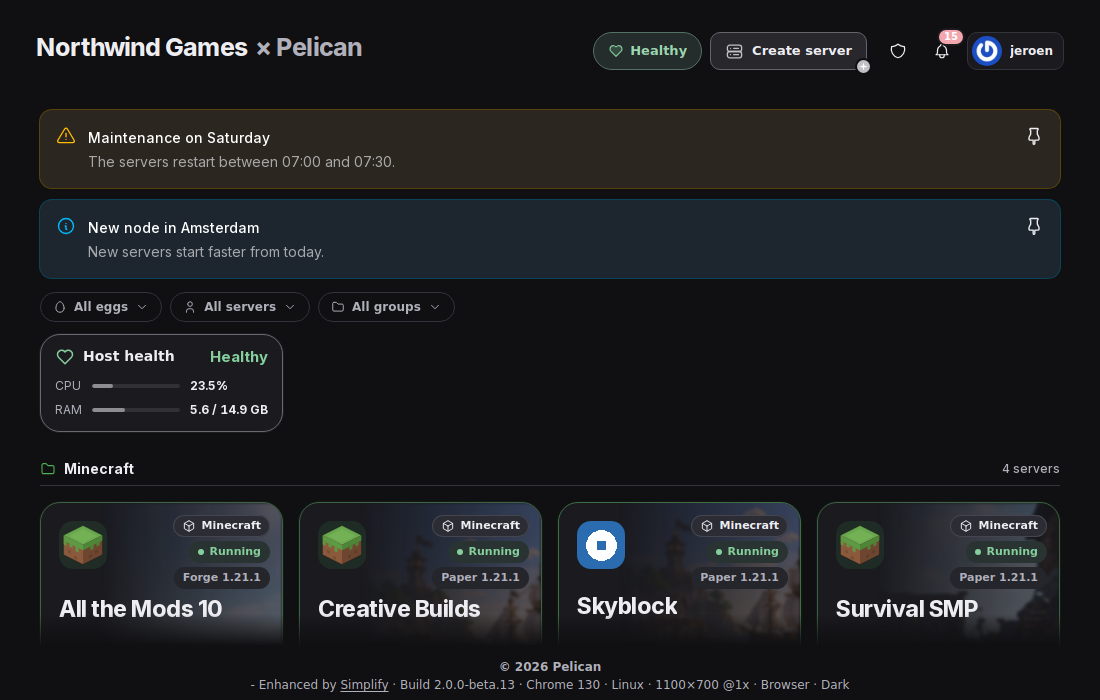 Northwind Games × Pelican
Healthy
Create server
15
jeroen
Maintenance on Saturday
The servers restart between 07:00 and 07:30.
New node in Amsterdam
New servers start faster from today.
All eggs
All servers
All groups
Host health Healthy
CPU 23.5%
RAM 5.6 / 14.9 GB
Minecraft 4 servers
Minecraft
Running
Forge 1.21.1
All the Mods 10
Minecraft
Running
Paper 1.21.1
Creative Builds
Minecraft
Running
Paper 1.21.1
Skyblock
Minecraft
Running
Paper 1.21.1
Survival SMP
© 2026 Pelican
- Enhanced by Simplify · Build 2.0.0-beta.13 · Chrome 130 · Linux · 1100×700 @1x · Browser · Dark